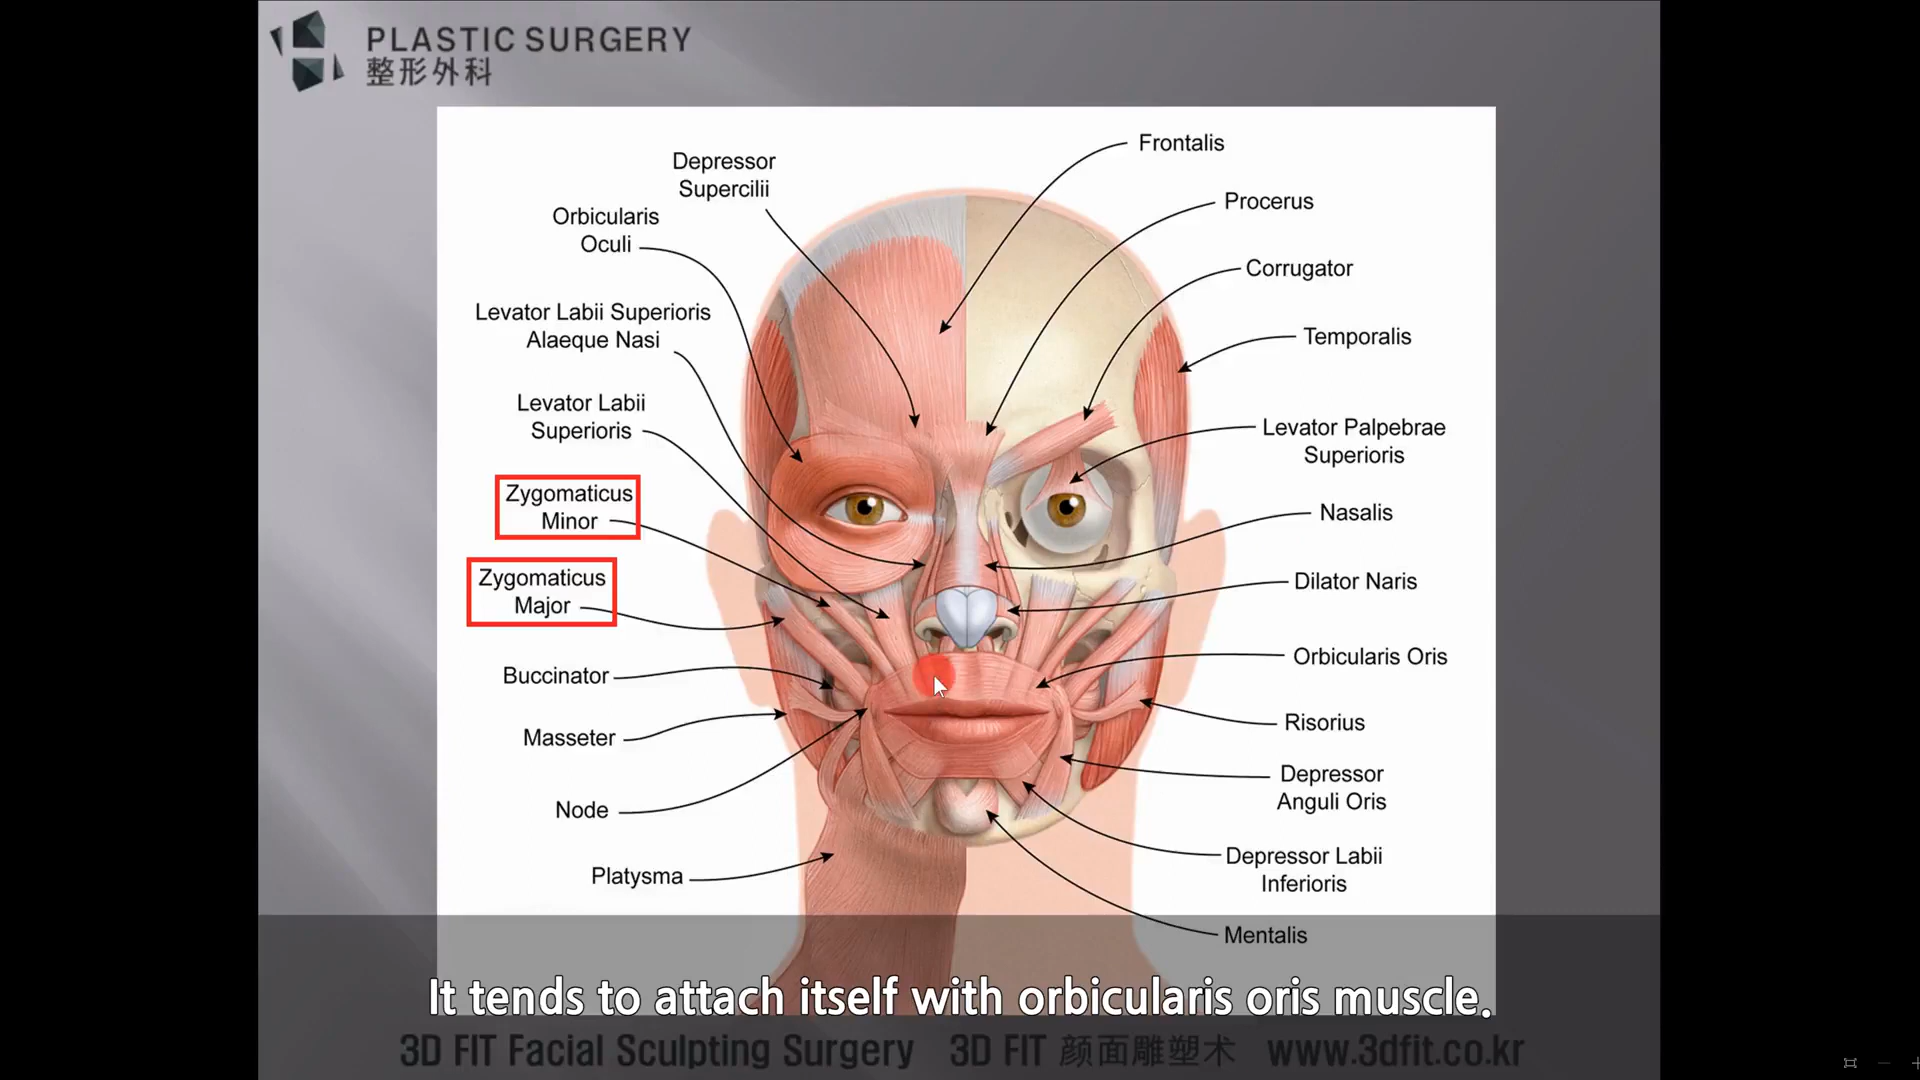 PLASTIC SURGERY
整形外科
Frontalis
Depressor
Supercilii
Procerus
Orbicularis
Oculi
Corrugator
Levator Labii Superioris
Alaeque Nasi
Temporalis
Levator Labii
Superioris
Levator Palpebrae
Superioris
Zygomaticus
Minor
Nasalis
Zygomaticus
Major
Dilator Naris
Orbicularis Oris
Buccinator
Risorius
Masseter
Depressor
Anguli Oris
Node
Depressor Labii
Inferioris
Platysma
Mentalis
It tends to attach itself with orbicularis oris muscle.
3D FIT Facial Sculpting Surgery 3D FIT 颜面雕塑术 www.3dfit.co.kr